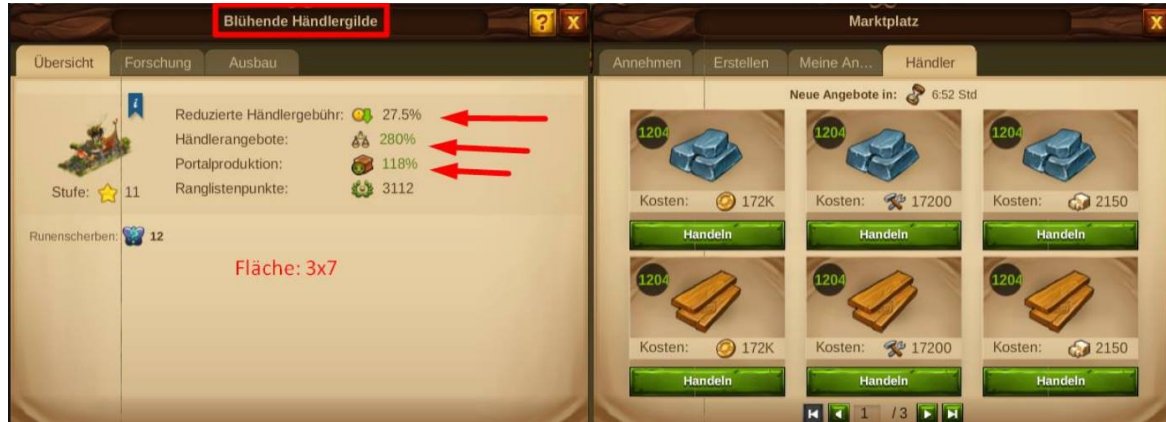 Blühende Händlergilde
?
X
Übersicht
Forschung
Ausbau
i
Reduzierte Händlergebühr: 27.5%
Händlerangebote: 280%
Portalproduktion: 118%
Ranglistenpunkte: 3112
Stufe: 11
Runenscherben: 12
Fläche: 3x7
Marktplatz
X
Annehmen
Erstellen
Meine An...
Händler
Neue Angebote in: 6:52 Std
1204
1204
1204
Kosten: 172K
Kosten: 17200
Kosten: 2150
Handeln
Handeln
Handeln
1204
1204
1204
Kosten: 172K
Kosten: 17200
Kosten: 2150
Handeln
Handeln
Handeln
1 / 3